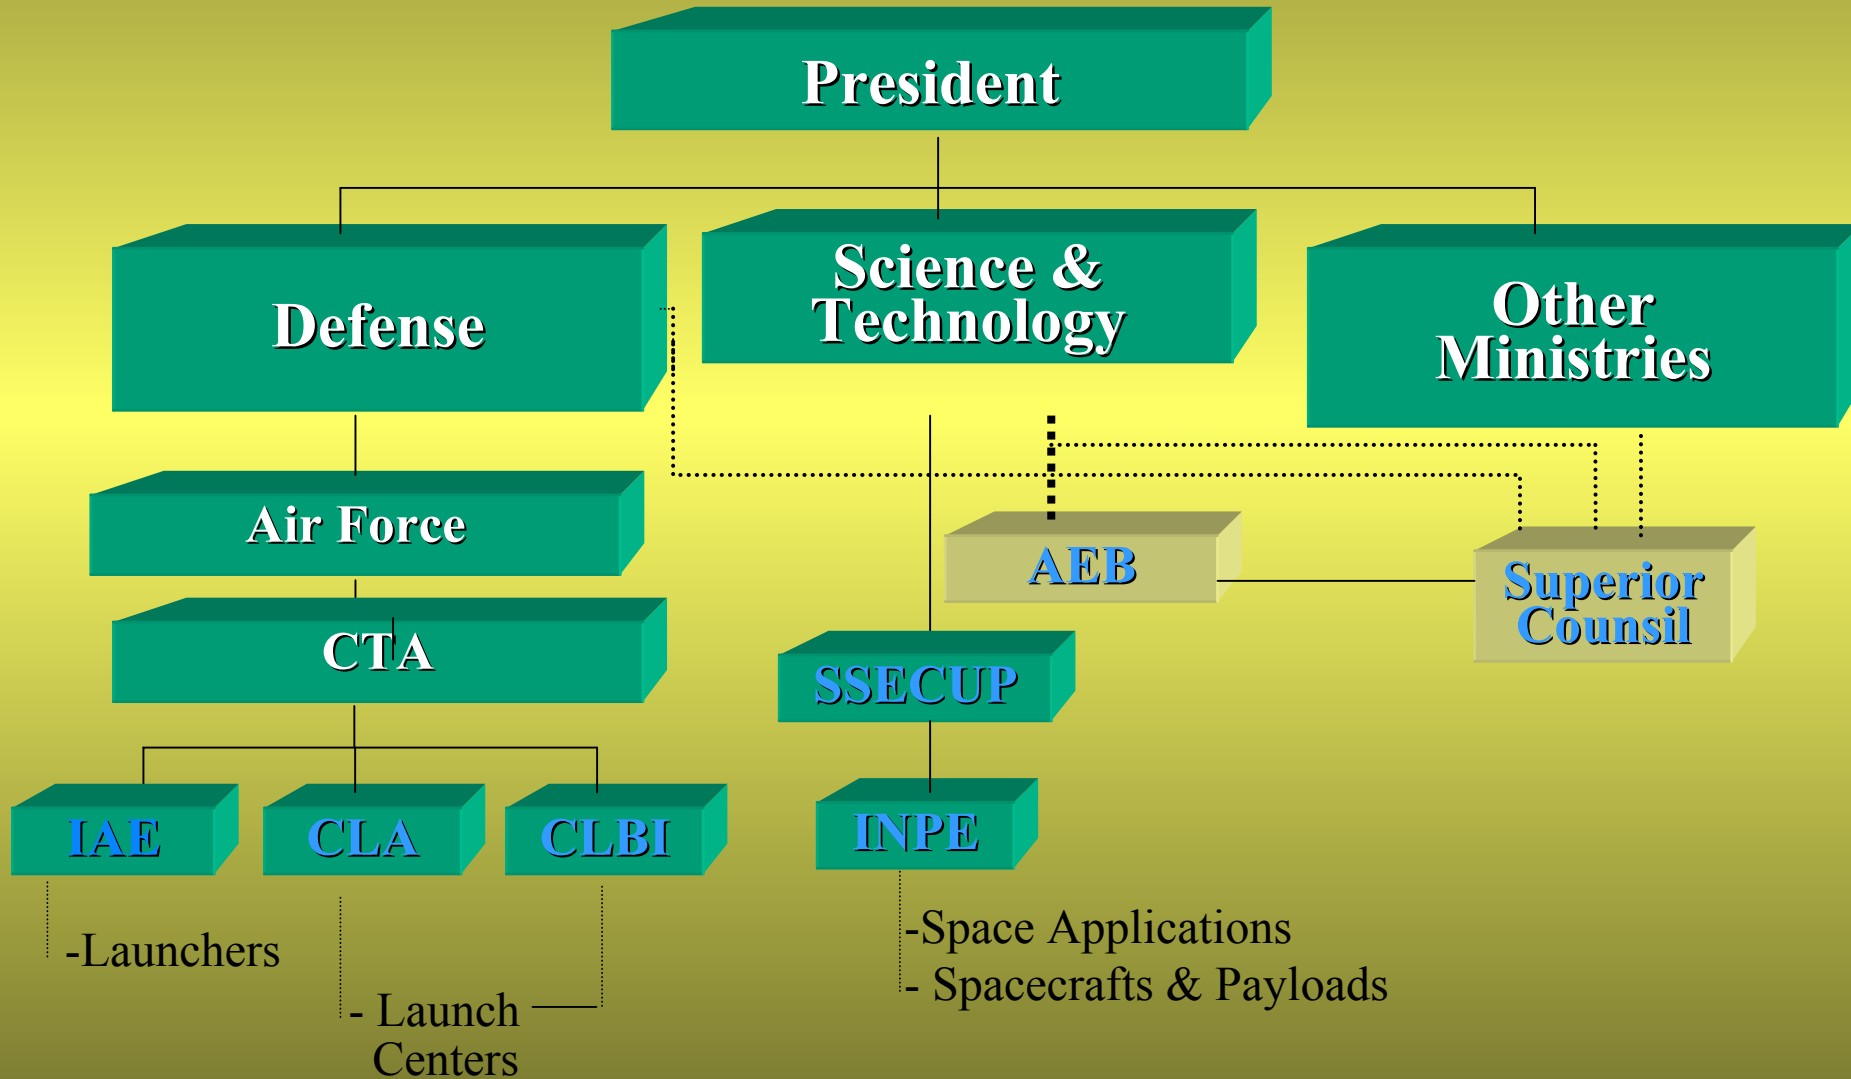 President
Science &
Technology
Defense
Other
Ministries
Air Force
AEB
Superior
Counsil
CTA
SSECUP
IAE
CLA
CLBI
INPE
-Launchers
- Launch
Centers
-Space Applications
- Spacecrafts & Payloads